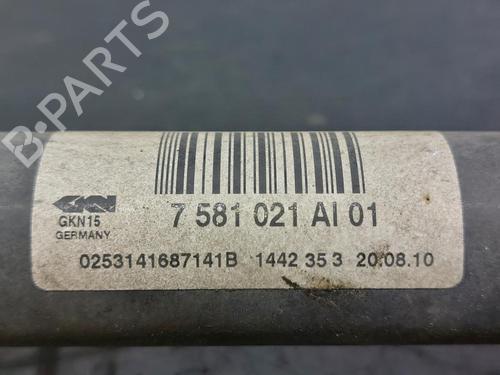 B-PARTS
7 581 021 AI 01
GKN15
GERMANY
0253141687141B 1442 35 3 20.08.10